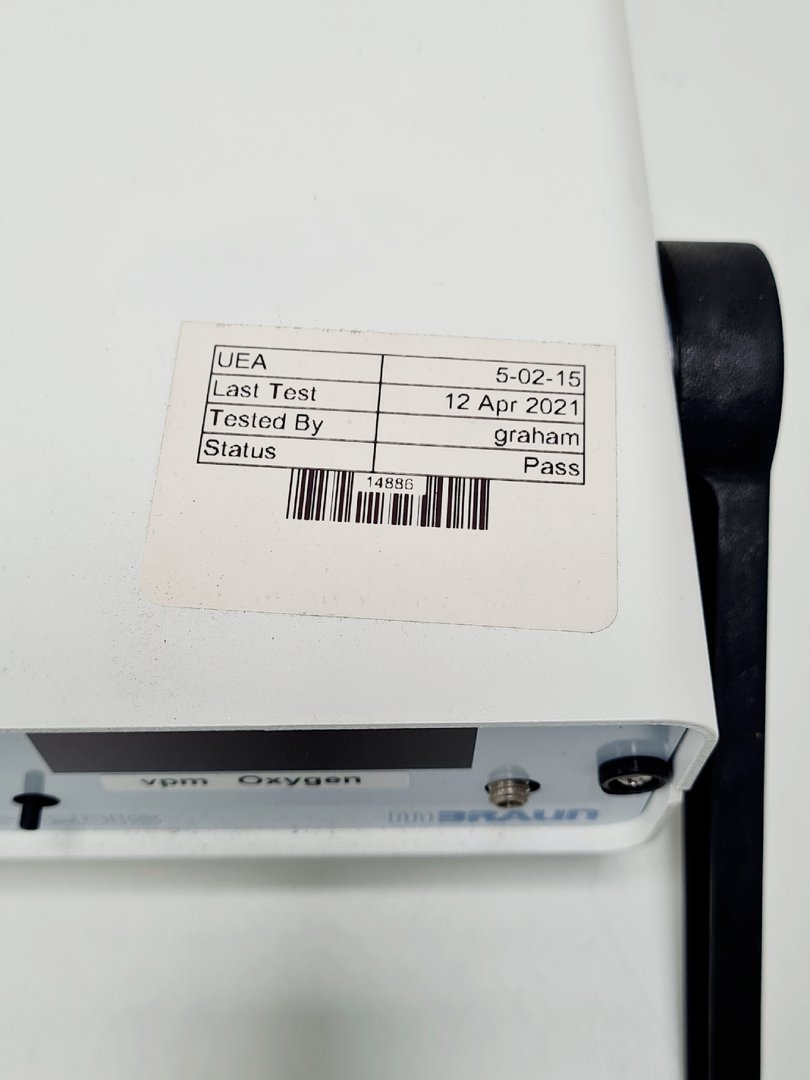 UEA 5-02-15
Last Test 12 Apr 2021
Tested By graham
Status Pass
14886
vpm Oxygen
BRAUN